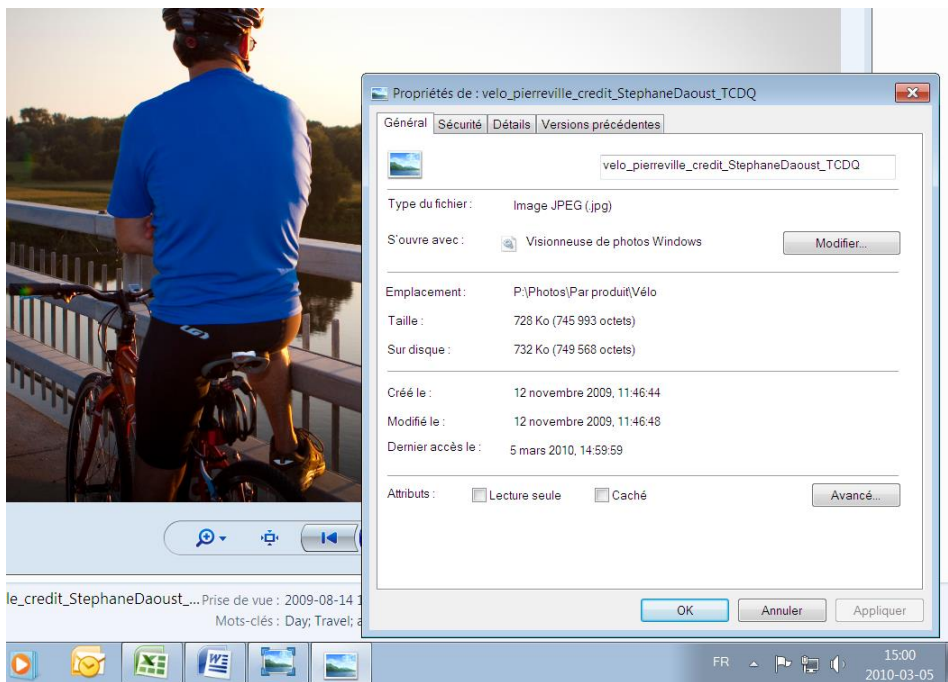 Propriétés de : velo_pierreville_credit_StephaneDaoust_TCDQ
Général Sécurité Détails Versions précédentes
velo_pierreville_credit_StephaneDaoust_TCDQ
Type du fichier : Image JPEG (.jpg)
S'ouvre avec : Visionneuse de photos Windows Modifier...
Emplacement : P:\Photos\Par produit\Vélo
Taille : 728 Ko (745 993 octets)
Sur disque : 732 Ko (749 568 octets)
Créé le : 12 novembre 2009, 11:46:44
Modifié le : 12 novembre 2009, 11:46:48
Dernier accès le : 5 mars 2010, 14:59:59
Attributs : Lecture seule Caché Avancé...
OK Annuler Appliquer
le_credit_StephaneDaoust_... Prise de vue : 2009-08-14 1
Mots-clés : Day; Travel; a
FR 15:00
2010-03-05